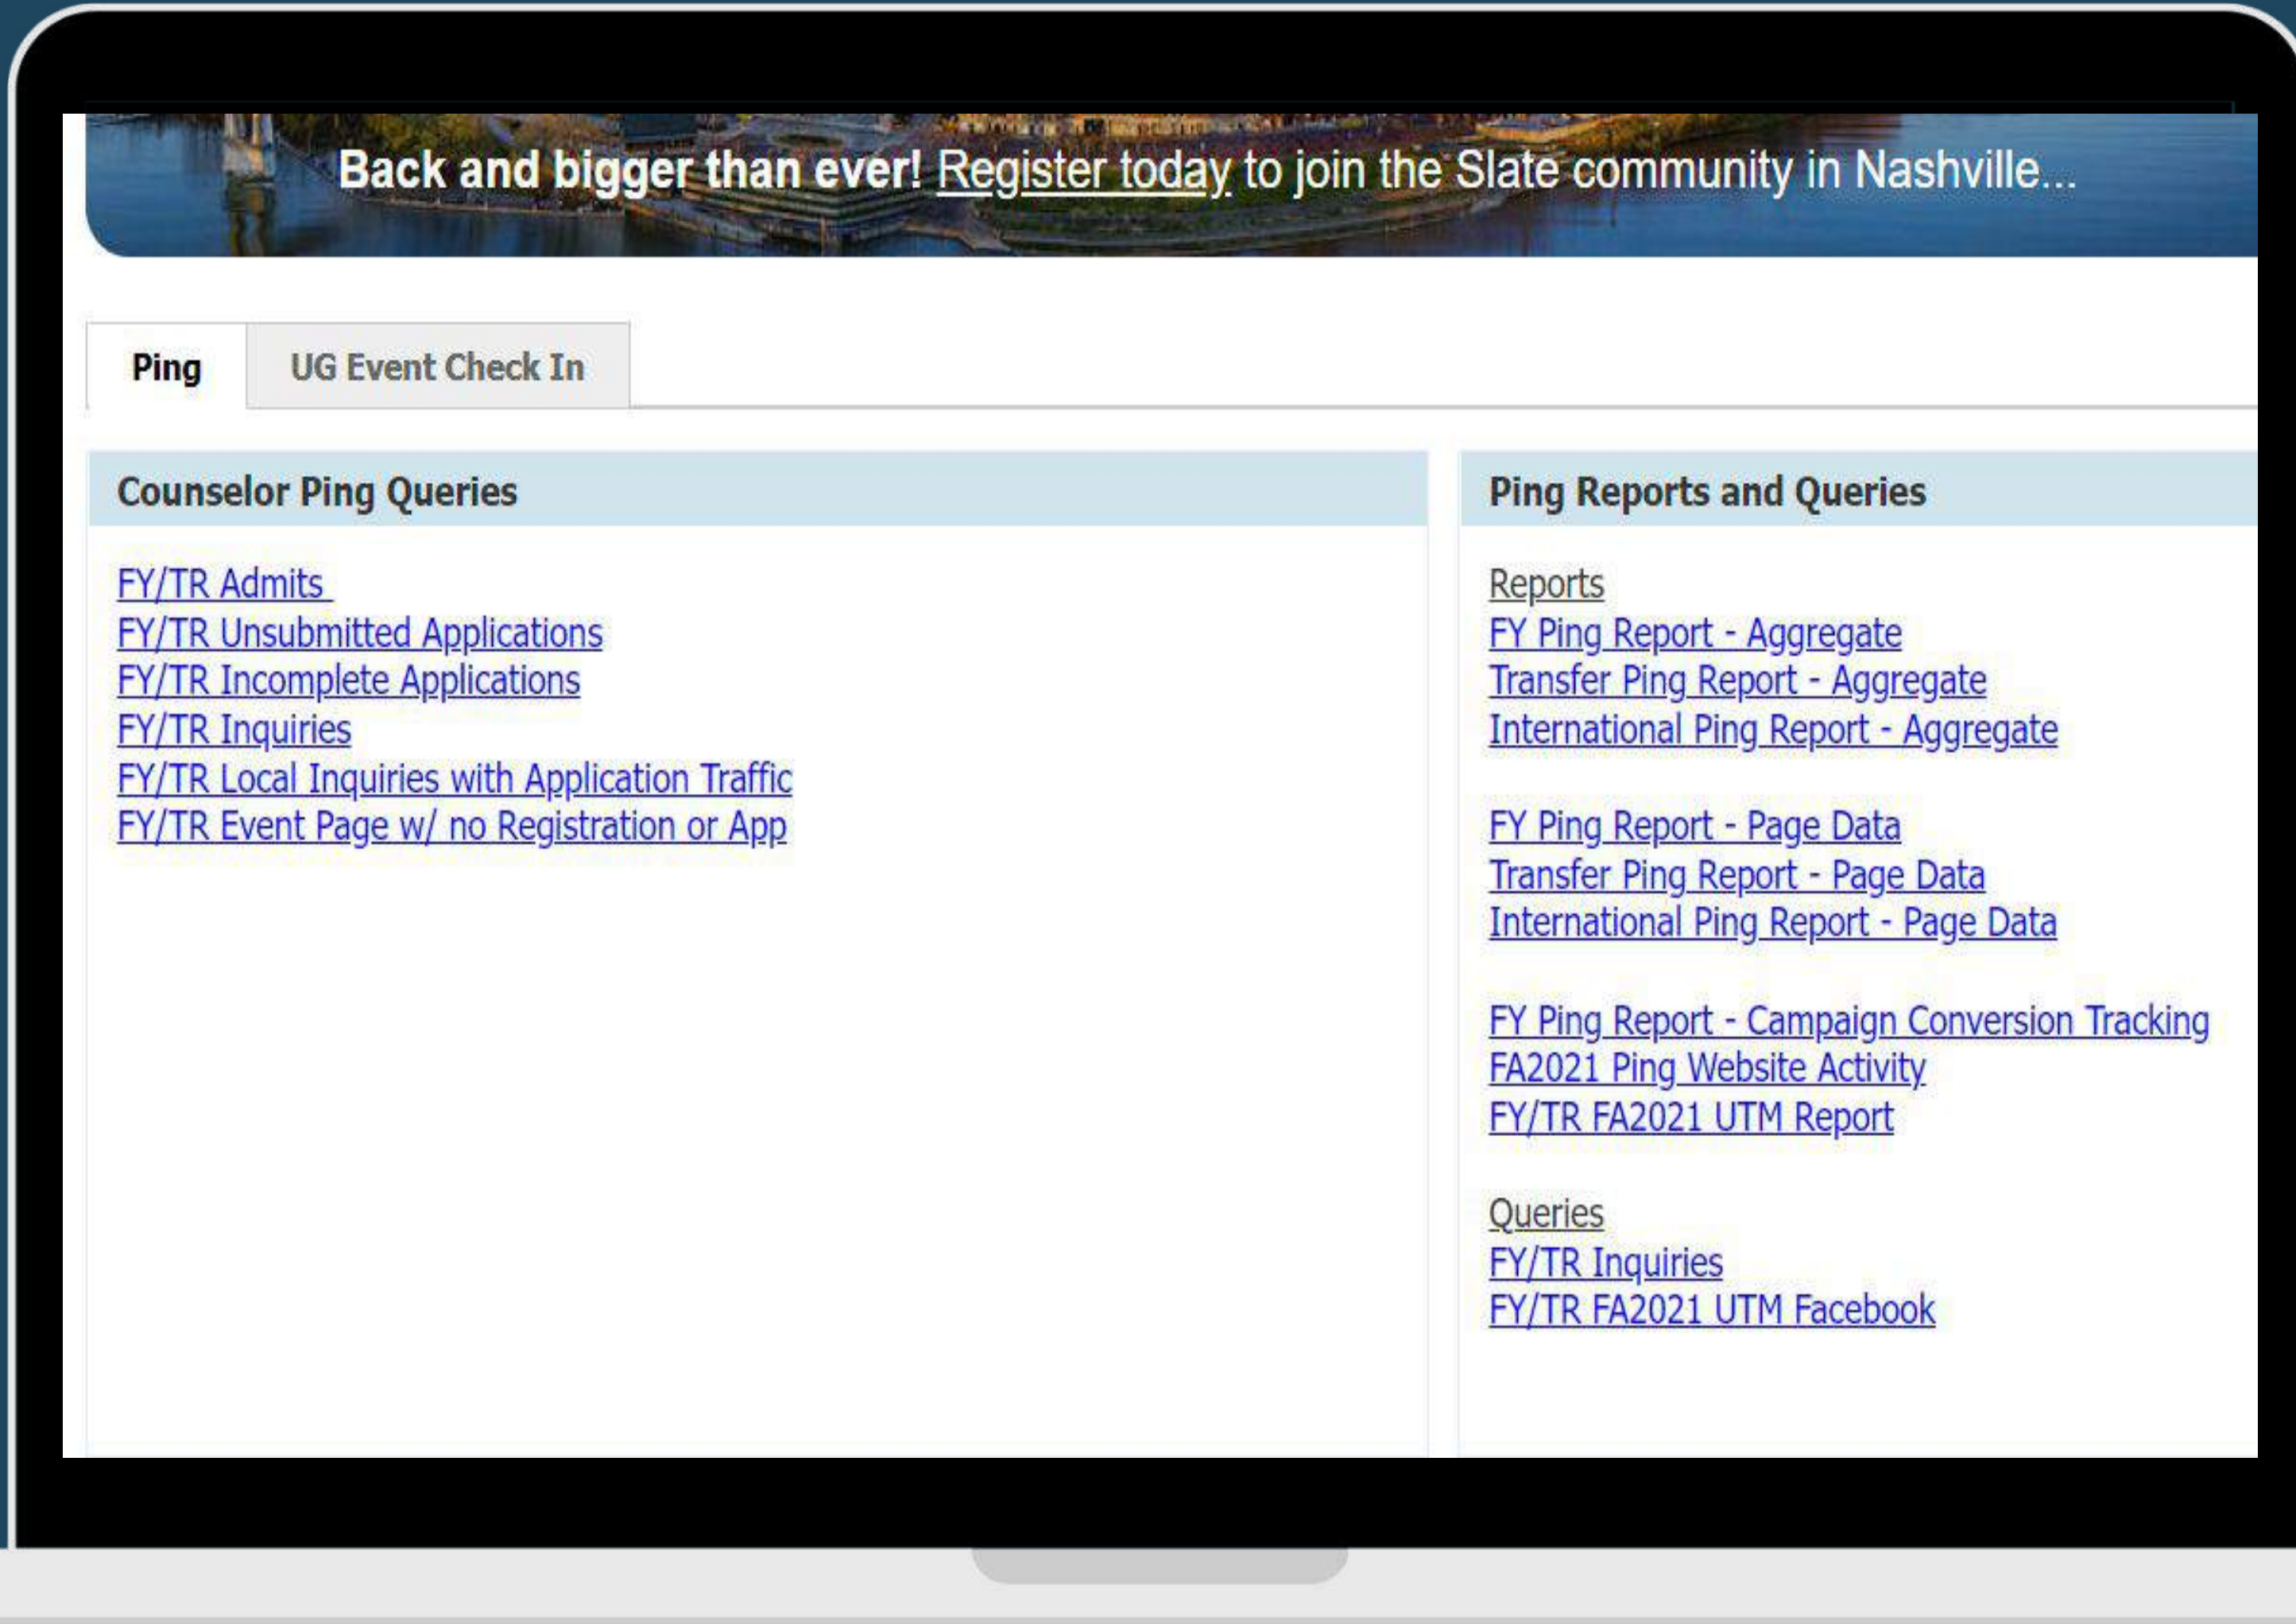 Back and bigger than ever! Register today to join the Slate community in Nashville...
Ping
UG Event Check In
Counselor Ping Queries
FY/TR Admits
FY/TR Unsubmitted Applications
FY/TR Incomplete Applications
FY/TR Inquiries
FY/TR Local Inquiries with Application Traffic
FY/TR Event Page w/ no Registration or App
Ping Reports and Queries
Reports
FY Ping Report - Aggregate
Transfer Ping Report - Aggregate
International Ping Report - Aggregate
FY Ping Report - Page Data
Transfer Ping Report - Page Data
International Ping Report - Page Data
FY Ping Report - Campaign Conversion Tracking
FA2021 Ping Website Activity
FY/TR FA2021 UTM Report
Queries
FY/TR Inquiries
FY/TR FA2021 UTM Facebook